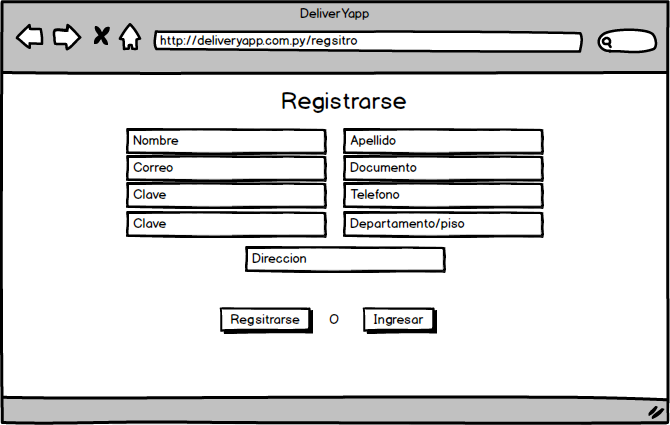 DeliverYapp
http://deliveryapp.com.py/regsitro
Registrarse
Nombre
Apellido
Correo
Documento
Clave
Telefono
Clave
Departamento/piso
Direccion
Regsitrarse O Ingresar